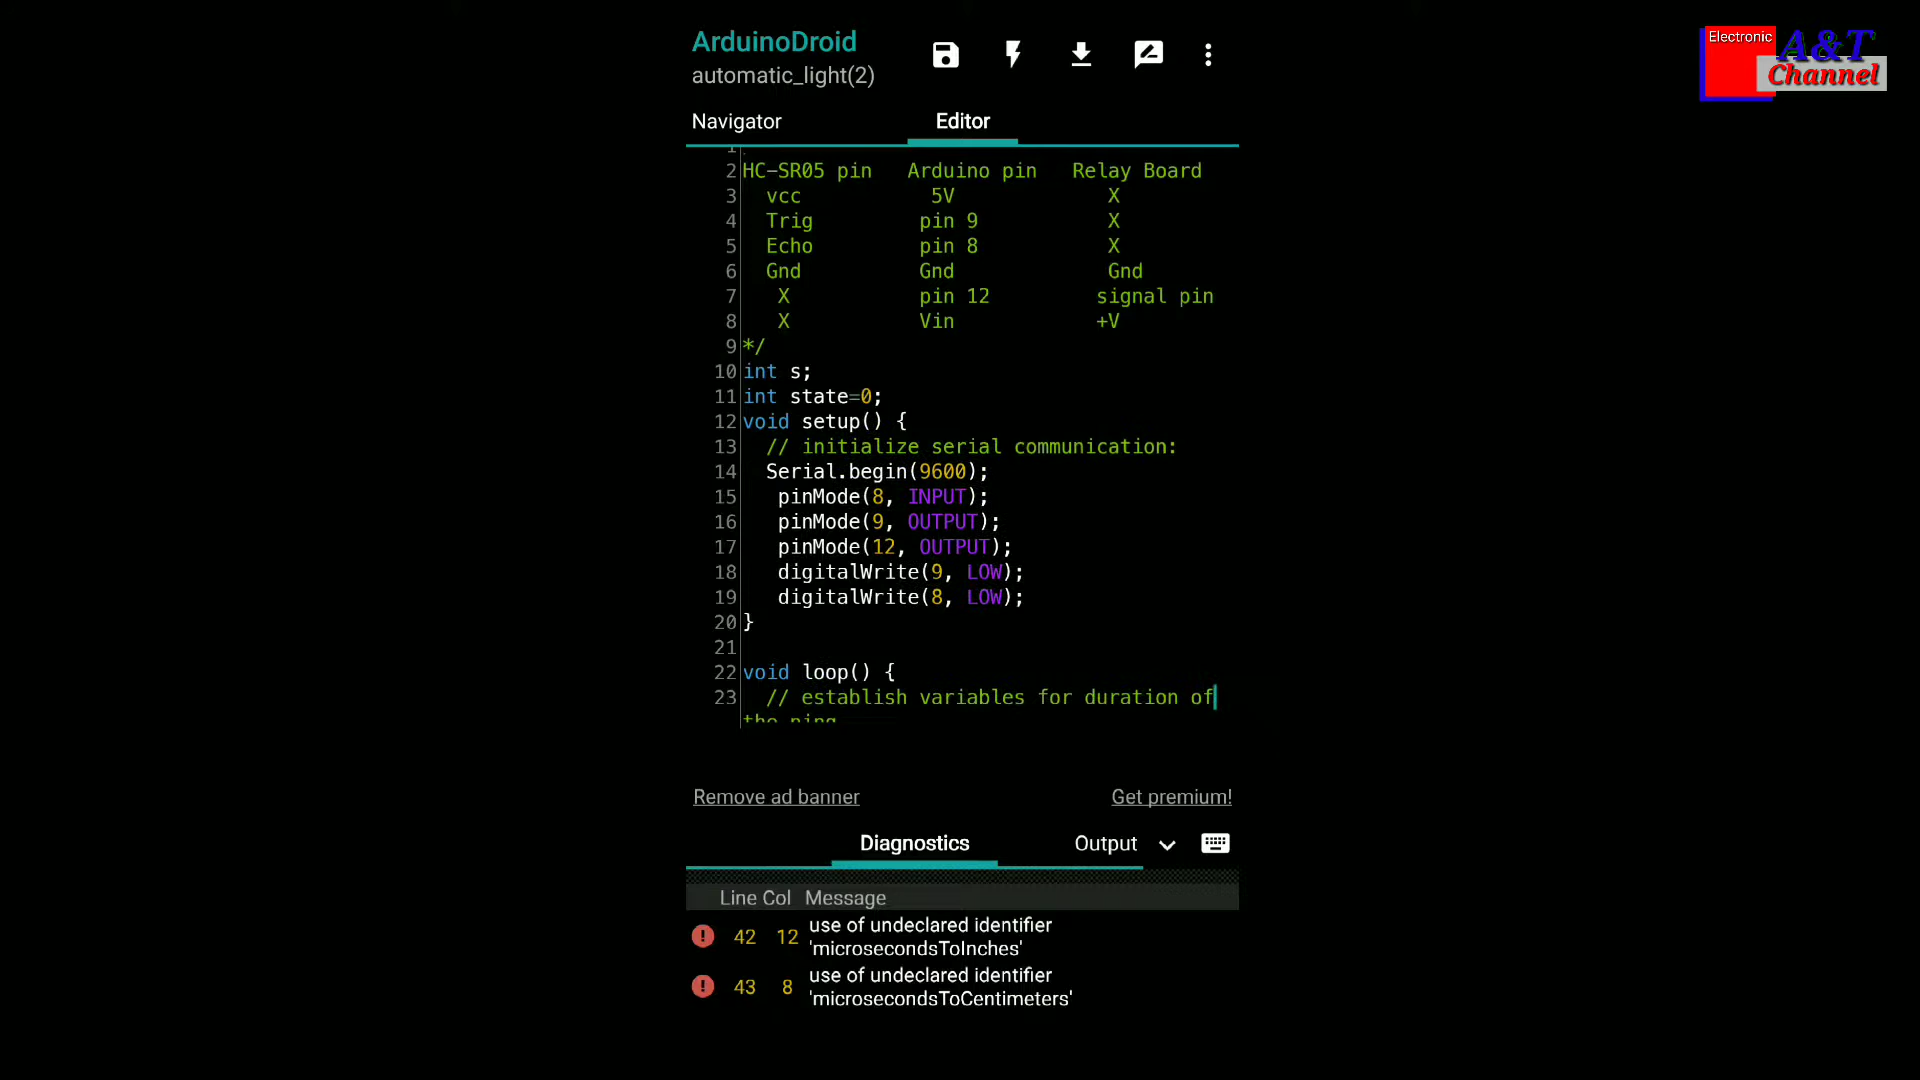 ArduinoDroid
automatic_light(2)
Electronic
A&T
Channel
Navigator Editor
1
2 HC-SR05 pin Arduino pin Relay Board
3 vcc 5V X
4 Trig pin 9 X
5 Echo pin 8 X
6 Gnd Gnd Gnd
7 X pin 12 signal pin
8 X Vin +V
9 */
10 int s;
11 int state=0;
12 void setup() {
13 // initialize serial communication:
14 Serial.begin(9600);
15 pinMode(8, INPUT);
16 pinMode(9, OUTPUT);
17 pinMode(12, OUTPUT);
18 digitalWrite(9, LOW);
19 digitalWrite(8, LOW);
20 }
21
22 void loop() {
23 // establish variables for duration of
the ping
Remove ad banner Get premium!
Diagnostics Output
Line Col Message
42 12 use of undeclared identifier
'microsecondsToInches'
43 8 use of undeclared identifier
'microsecondsToCentimeters'